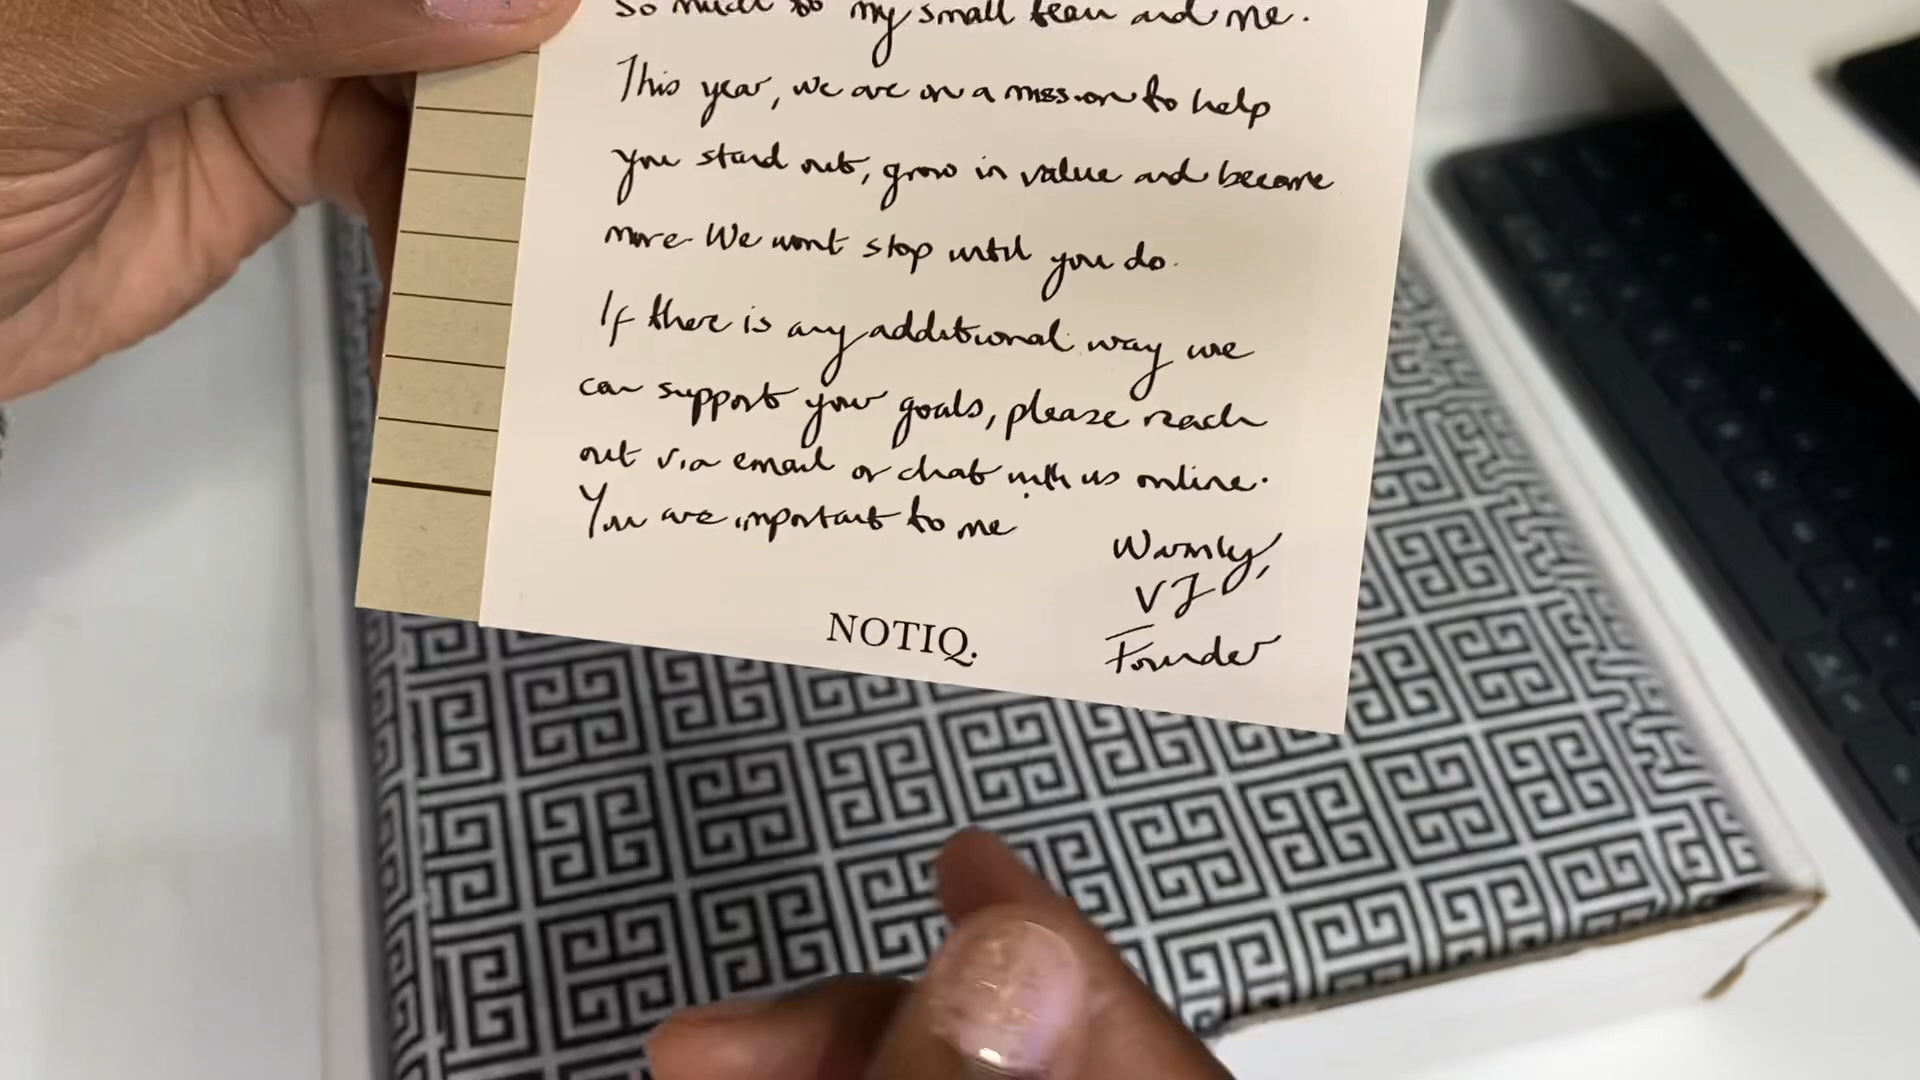 so much to my small team and me.
This year, we are on a mission to help
you stand out, grow in value and become
more. We wont stop until you do.
If there is any additional way we
can support your goals, please reach
out via email or chat with us online.
You are important to me
Warmly,
VJ
Founder
NOTIQ.